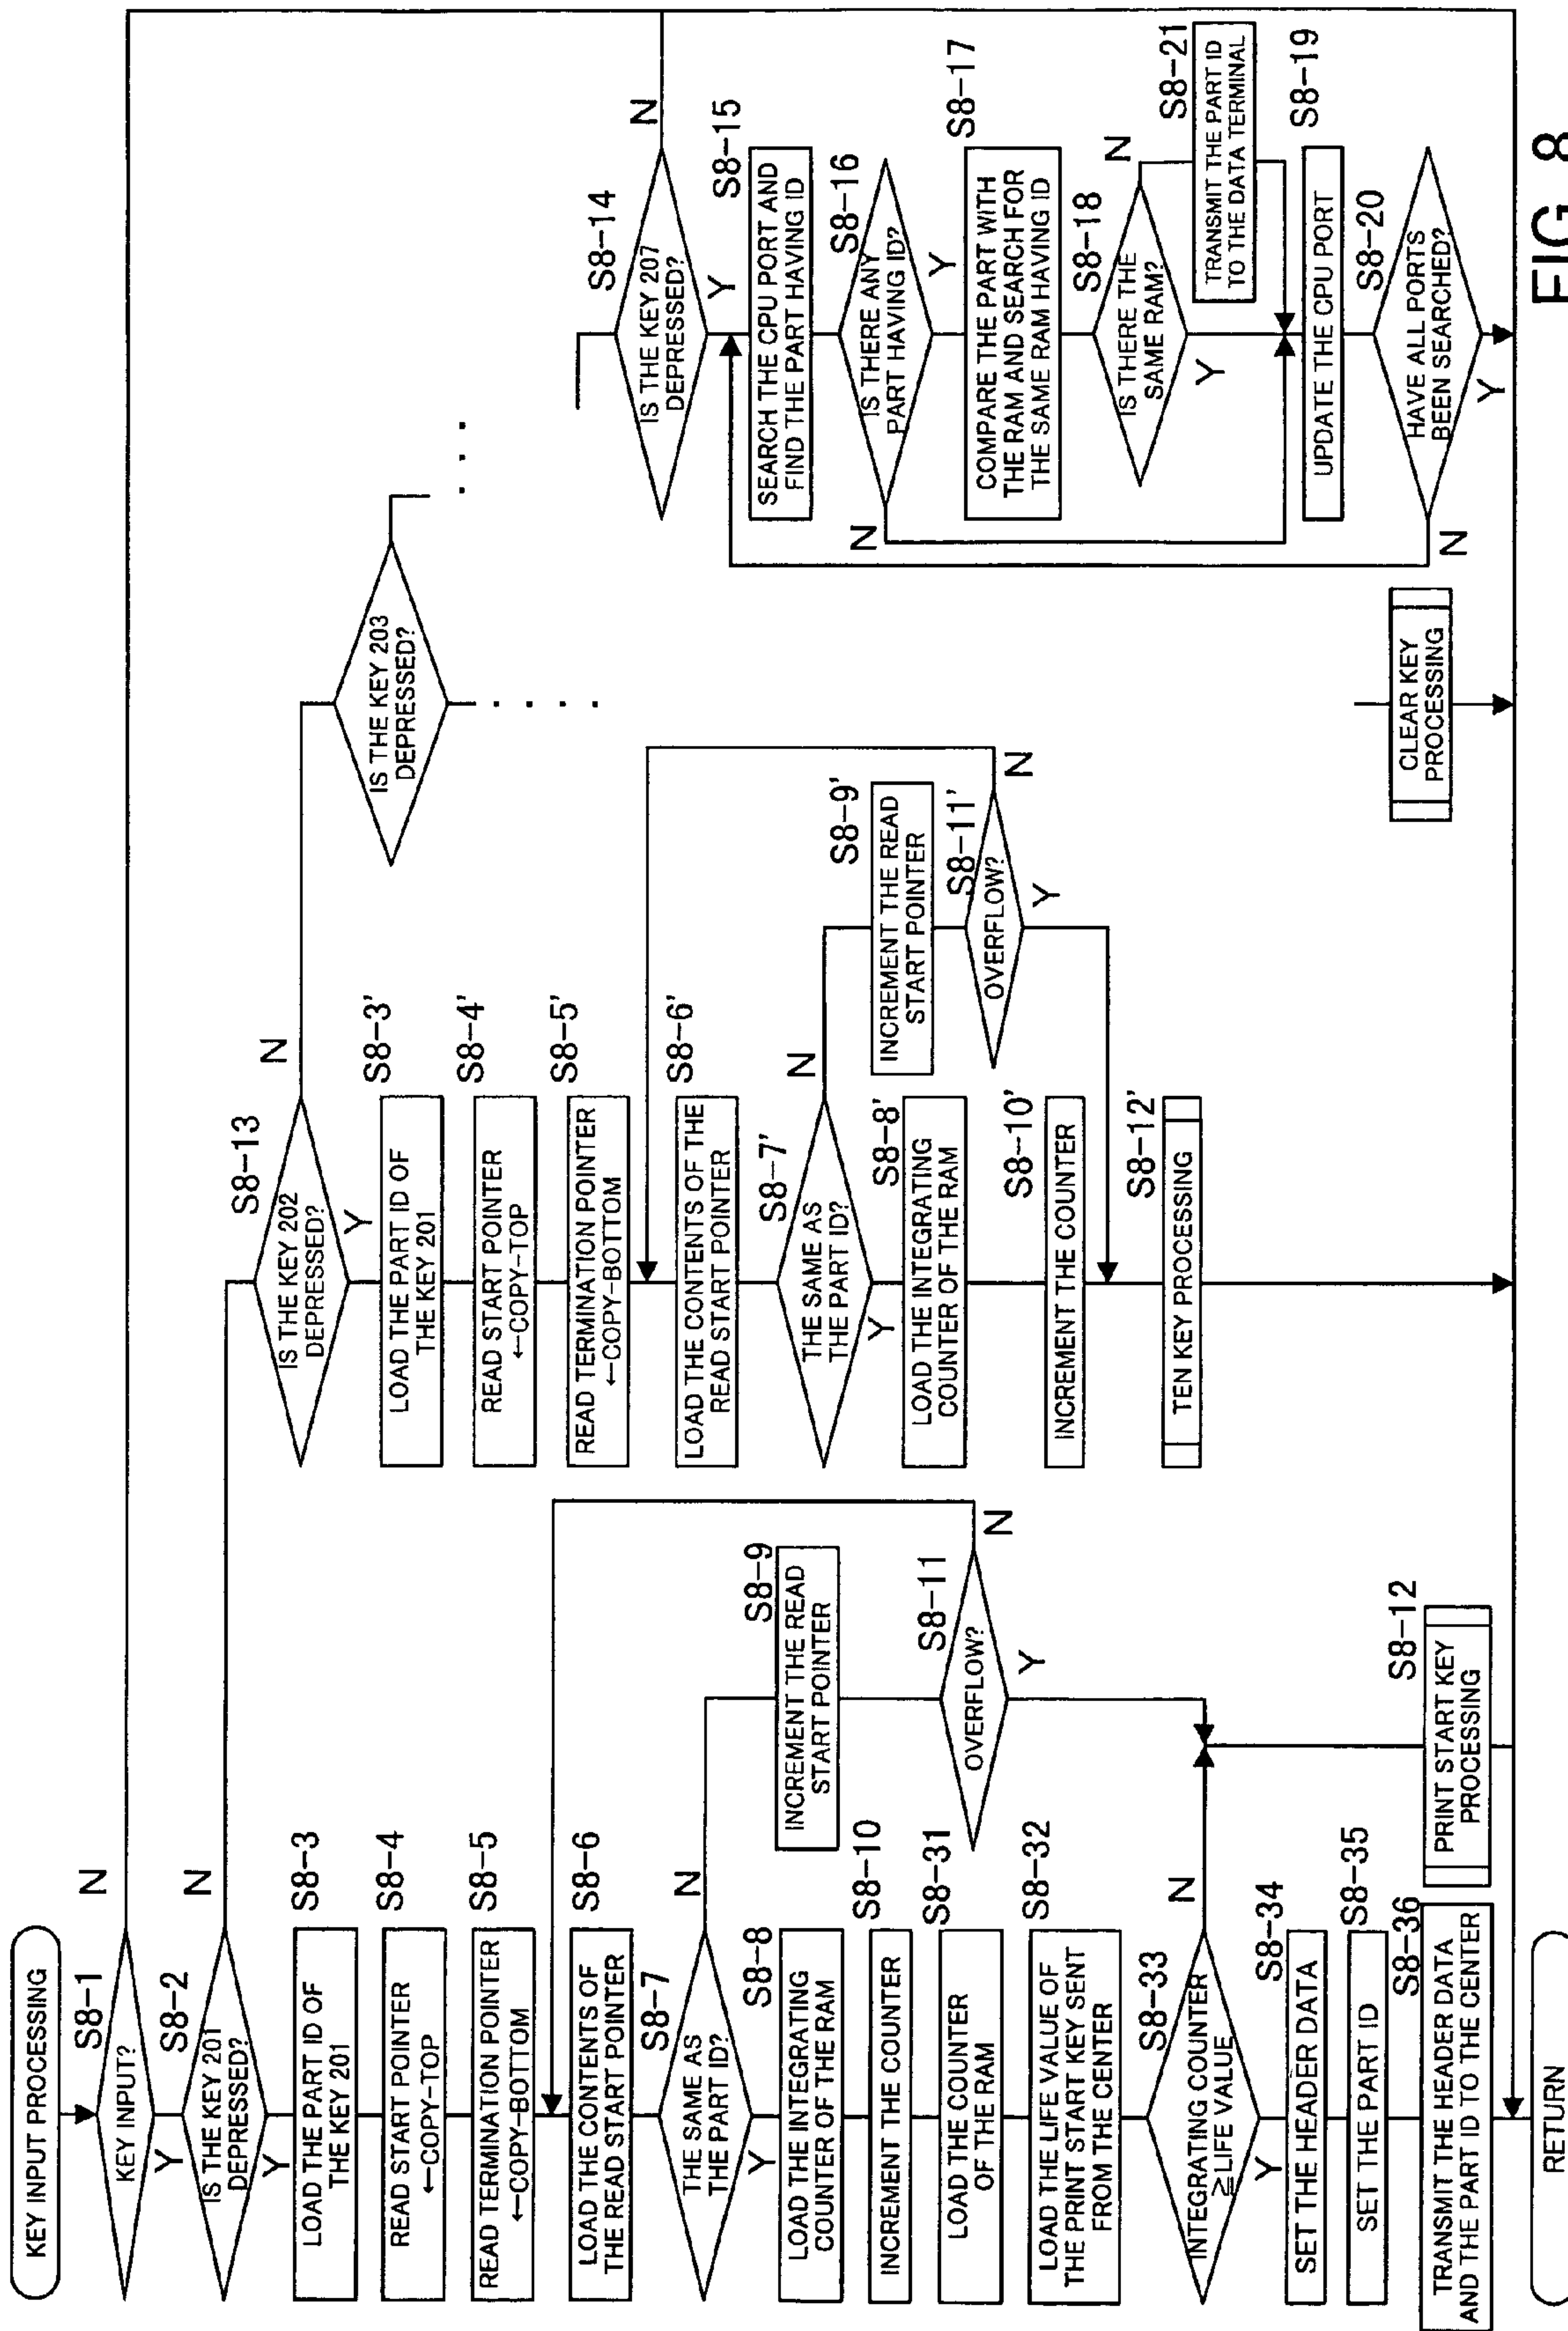 KEY INPUT PROCESSING
S8-1
KEY INPUT?
N
Y
S8-2
IS THE KEY 201
DEPRESSED?
N
Y
S8-3
LOAD THE PART ID OF
THE KEY 201
S8-4
READ START POINTER
←COPY-TOP
S8-5
READ TERMINATION POINTER
←COPY-BOTTOM
S8-6
LOAD THE CONTENTS OF
THE READ START POINTER
S8-7
THE SAME AS
THE PART ID?
N
Y
S8-8
LOAD THE INTEGRATING
COUNTER OF THE RAM
S8-10
INCREMENT THE COUNTER
S8-31
LOAD THE COUNTER
OF THE RAM
S8-32
LOAD THE LIFE VALUE OF
THE PRINT START KEY SENT
FROM THE CENTER
S8-33
INTEGRATING COUNTER
≧LIFE VALUE
N
Y
S8-34
SET THE HEADER DATA
S8-35
SET THE PART ID
S8-36
TRANSMIT THE HEADER DATA
AND THE PART ID TO THE CENTER
RETURN
S8-9
INCREMENT THE READ
START POINTER
S8-11
OVERFLOW?
N
Y
S8-12
PRINT START KEY
PROCESSING
S8-13
IS THE KEY 202
DEPRESSED?
N
Y
S8-3'
LOAD THE PART ID OF
THE KEY 201
S8-4'
READ START POINTER
←COPY-TOP
S8-5'
READ TERMINATION POINTER
←COPY-BOTTOM
S8-6'
LOAD THE CONTENTS OF THE
READ START POINTER
S8-7'
THE SAME AS
THE PART ID?
N
Y
S8-8'
LOAD THE INTEGRATING
COUNTER OF THE RAM
S8-10'
INCREMENT THE COUNTER
S8-12'
TEN KEY PROCESSING
S8-9'
INCREMENT THE READ
START POINTER
S8-11'
OVERFLOW?
N
Y
IS THE KEY 203
DEPRESSED?
. . .
. . . .
CLEAR KEY
PROCESSING
S8-14
IS THE KEY 207
DEPRESSED?
N
Y
S8-15
SEARCH THE CPU PORT AND
FIND THE PART HAVING ID
S8-16
IS THERE ANY
PART HAVING ID?
N
Y
S8-17
COMPARE THE PART WITH
THE RAM AND SEARCH FOR
THE SAME RAM HAVING ID
S8-18
IS THERE THE
SAME RAM?
N
Y
S8-21
TRANSMIT THE PART ID
TO THE DATA TERMINAL
S8-19
UPDATE THE CPU PORT
S8-20
HAVE ALL PORTS
BEEN SEARCHED?
N
Y
FIG. 8